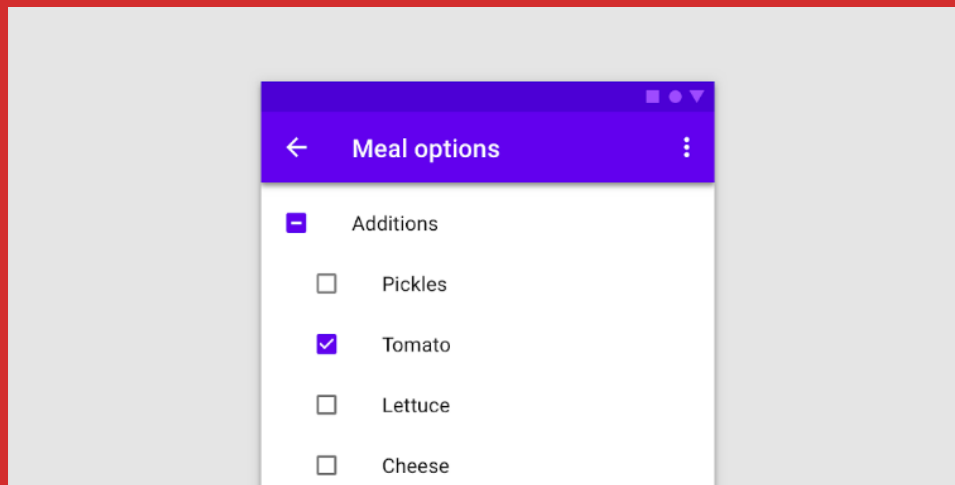 Meal options
Additions
Pickles
Tomato
Lettuce
Cheese